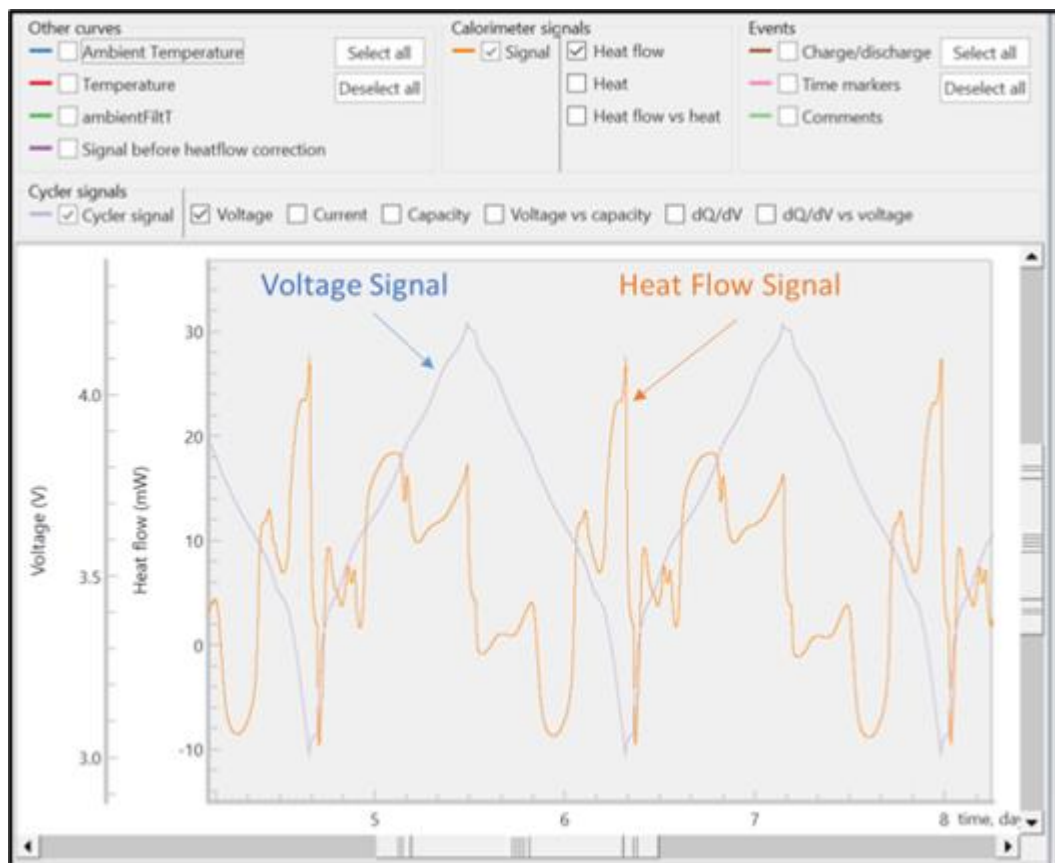 Other curves
Ambient Temperature
Select all
Temperature
Deselect all
ambientFiltT
Signal before heatflow correction
Calorimeter signals
Signal
Heat flow
Heat
Heat flow vs heat
Events
Charge/discharge
Select all
Time markers
Deselect all
Comments
Cycler signals
Cycler signal
Voltage
Current
Capacity
Voltage vs capacity
dQ/dV
dQ/dV vs voltage
Voltage Signal
Heat Flow Signal
Voltage (V)
4.0
3.5
3.0
Heat flow (mW)
30
20
10
0
-10
5
6
7
8
time, day